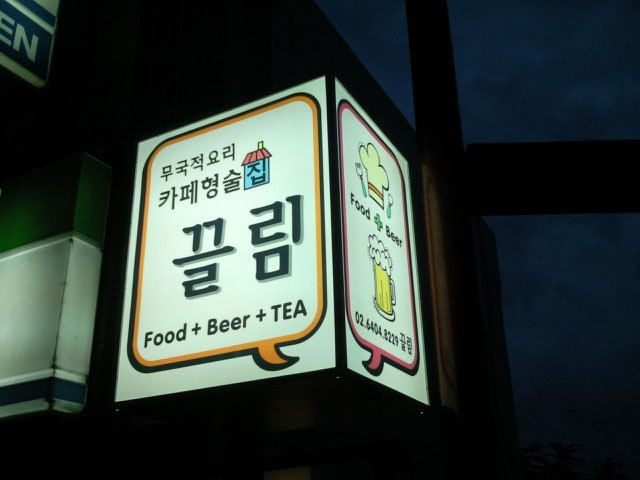 EN
무국적요리
카페형술집
끌림
Food + Beer + TEA
Food + Beer
02.6404.8229 끌림